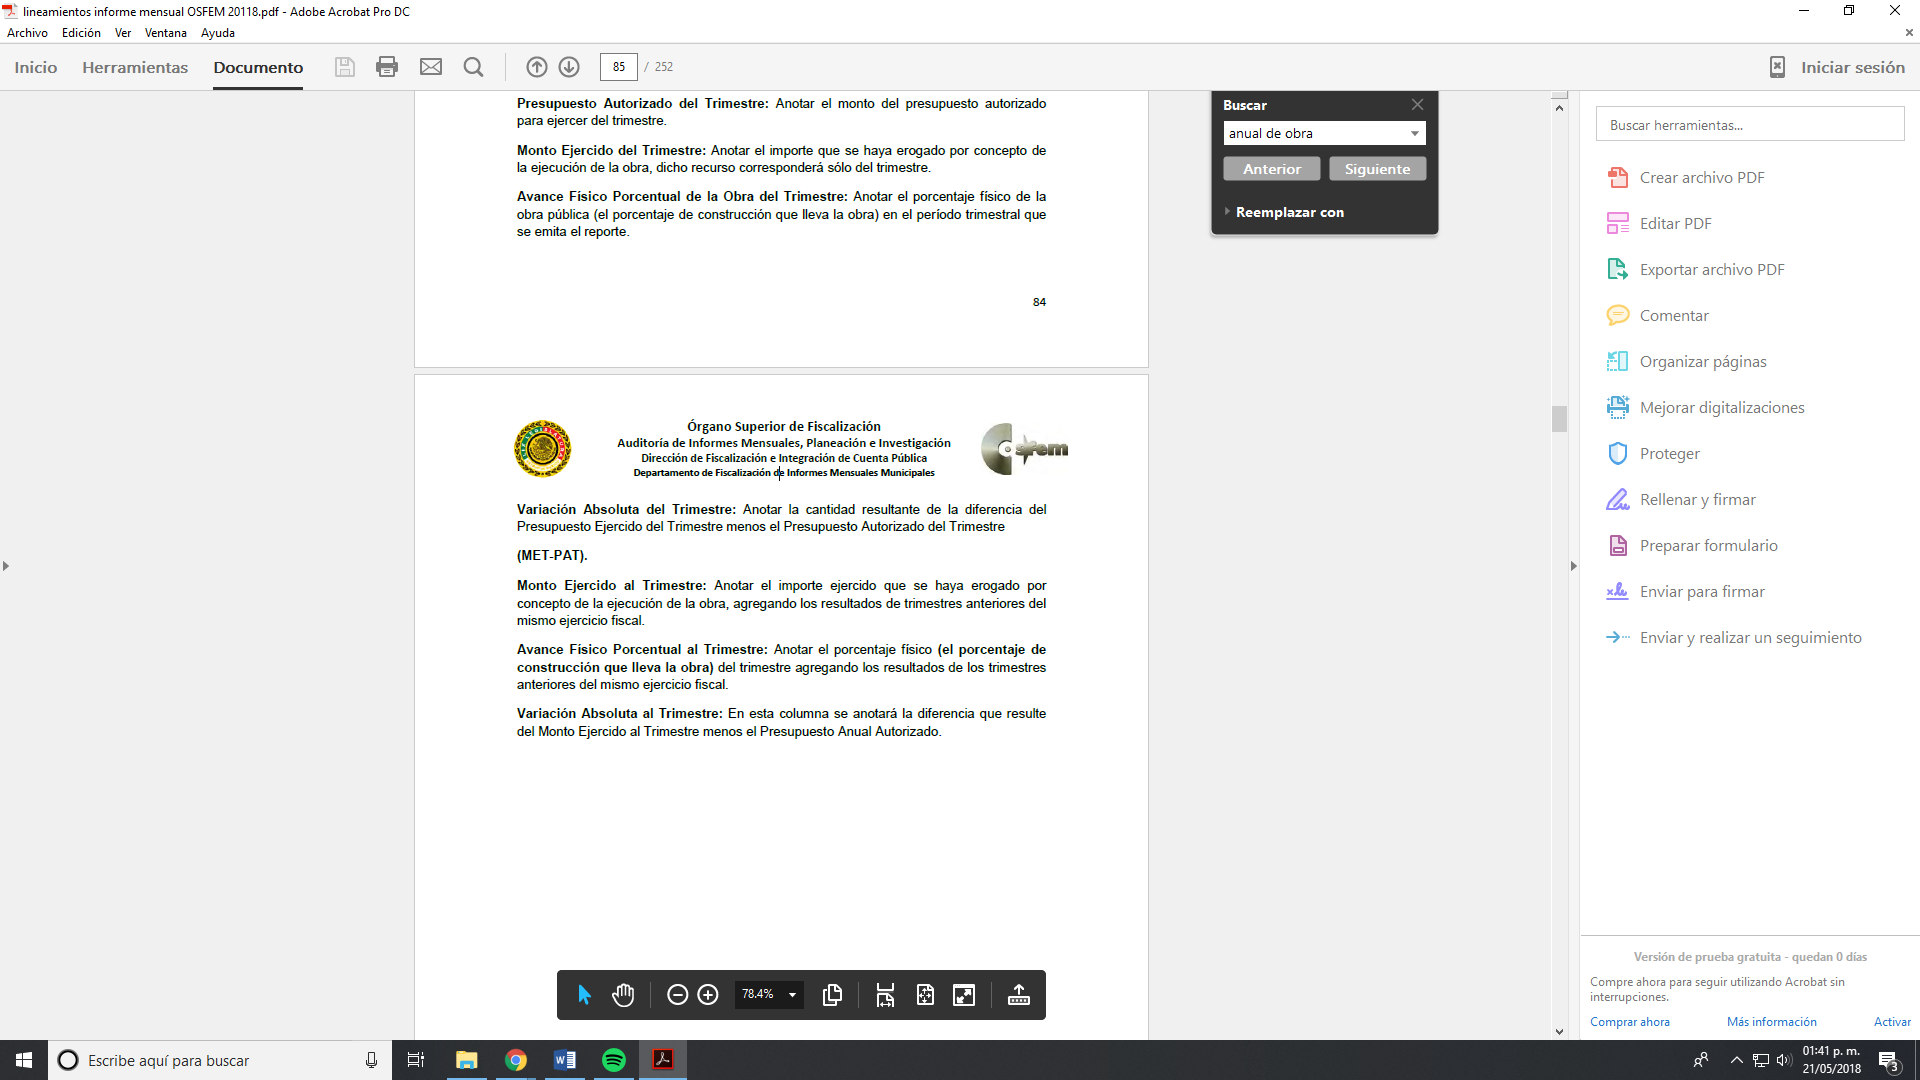 lineamientos informe mensual OSFEM 20118.pdf - Adobe Acrobat Pro DC
Archivo Edición Ver Ventana Ayuda
Inicio Herramientas Documento 85 / 252 Iniciar sesión
Presupuesto Autorizado del Trimestre: Anotar el monto del presupuesto autorizado
para ejercer del trimestre.
Monto Ejercido del Trimestre: Anotar el importe que se haya erogado por concepto de
la ejecución de la obra, dicho recurso corresponderá sólo del trimestre.
Avance Físico Porcentual de la Obra del Trimestre: Anotar el porcentaje físico de la
obra pública (el porcentaje de construcción que lleva la obra) en el período trimestral que
se emita el reporte.
84
Órgano Superior de Fiscalización
Auditoría de Informes Mensuales, Planeación e Investigación
Dirección de Fiscalización e Integración de Cuenta Pública
Departamento de Fiscalización de Informes Mensuales Municipales
osfem
Variación Absoluta del Trimestre: Anotar la cantidad resultante de la diferencia del
Presupuesto Ejercido del Trimestre menos el Presupuesto Autorizado del Trimestre
(MET-PAT).
Monto Ejercido al Trimestre: Anotar el importe ejercido que se haya erogado por
concepto de la ejecución de la obra, agregando los resultados de trimestres anteriores del
mismo ejercicio fiscal.
Avance Físico Porcentual al Trimestre: Anotar el porcentaje físico (el porcentaje de
construcción que lleva la obra) del trimestre agregando los resultados de los trimestres
anteriores del mismo ejercicio fiscal.
Variación Absoluta al Trimestre: En esta columna se anotará la diferencia que resulte
del Monto Ejercido al Trimestre menos el Presupuesto Anual Autorizado.
78.4%
Buscar
anual de obra
Anterior Siguiente
Reemplazar con
Buscar herramientas...
Crear archivo PDF
Editar PDF
Exportar archivo PDF
Comentar
Organizar páginas
Mejorar digitalizaciones
Proteger
Rellenar y firmar
Preparar formulario
Enviar para firmar
Enviar y realizar un seguimiento
Versión de prueba gratuita - quedan 0 días
Compre ahora para seguir utilizando Acrobat sin
interrupciones.
Comprar ahora Más información Activar
Escribe aquí para buscar
01:41 p. m.
21/05/2018
3